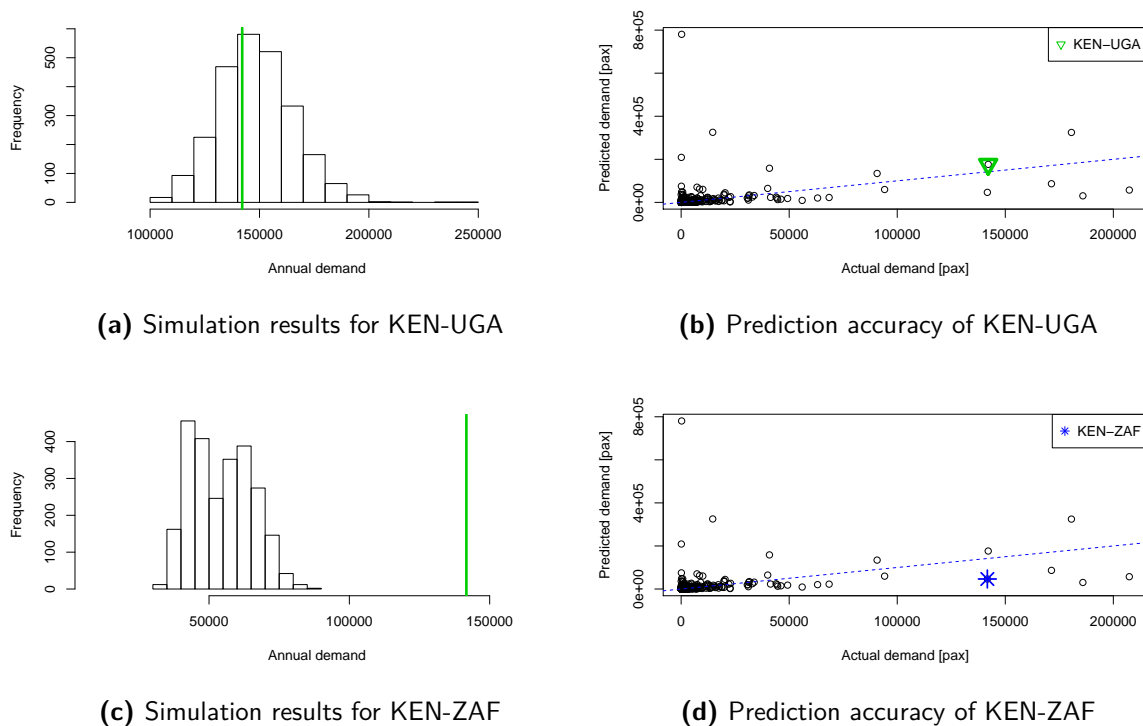 Frequency
0 100 300 500
100000 150000 200000 250000
Annual demand
(a) Simulation results for KEN-UGA
Predicted demand [pax]
0e+00 4e+05 8e+05
KEN−UGA
0 50000 100000 150000 200000
Actual demand [pax]
(b) Prediction accuracy of KEN-UGA
Frequency
0 100 200 300 400
50000 100000 150000
Annual demand
(c) Simulation results for KEN-ZAF
Predicted demand [pax]
0e+00 4e+05 8e+05
KEN−ZAF
0 50000 100000 150000 200000
Actual demand [pax]
(d) Prediction accuracy of KEN-ZAF